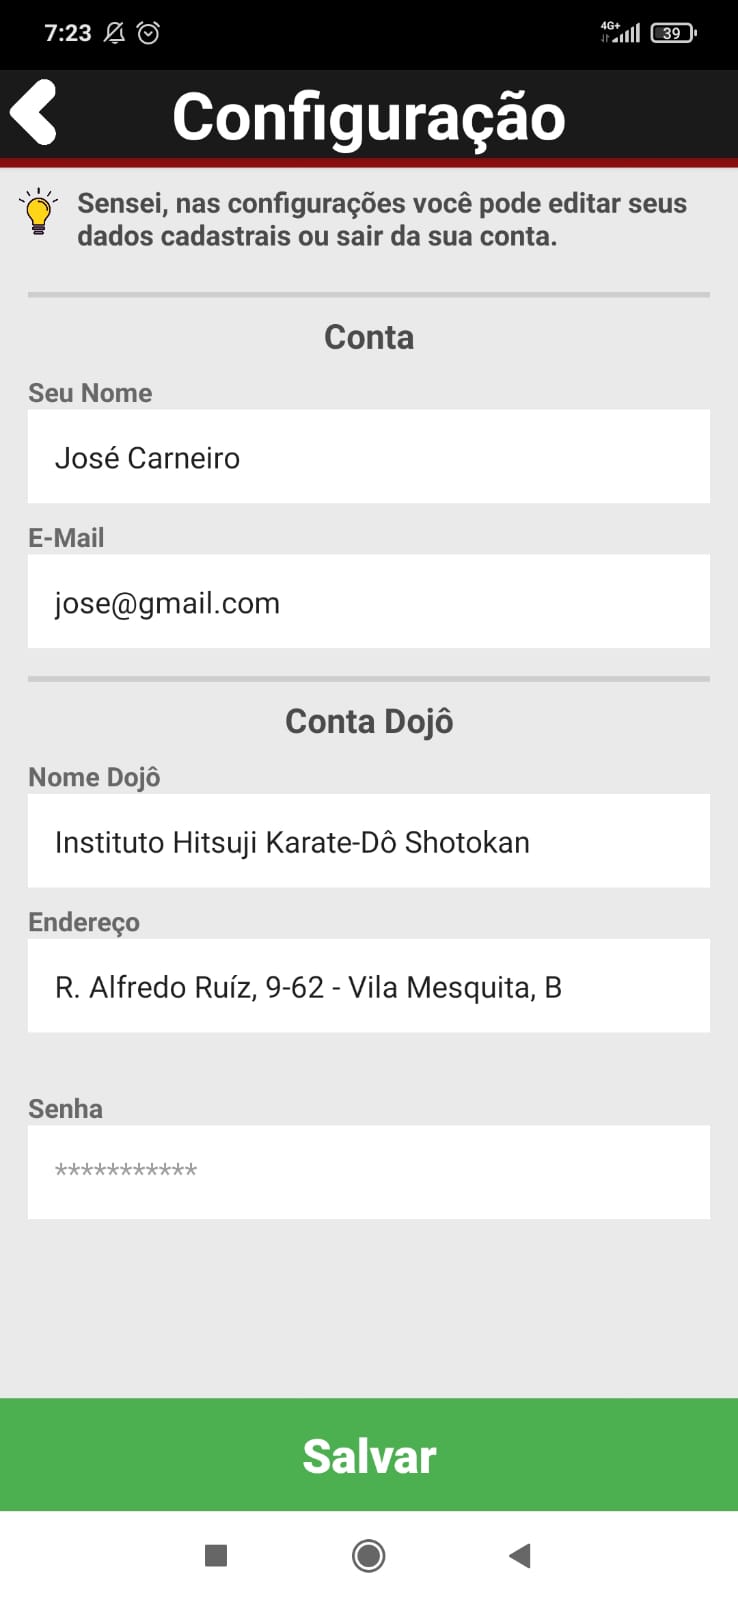 7:23
4G+
39
Configuração
Sensei, nas configurações você pode editar seus
dados cadastrais ou sair da sua conta.
Conta
Seu Nome
José Carneiro
E-Mail
jose@gmail.com
Conta Dojô
Nome Dojô
Instituto Hitsuji Karate-Dô Shotokan
Endereço
R. Alfredo Ruíz, 9-62 - Vila Mesquita, B
Senha
***********
Salvar